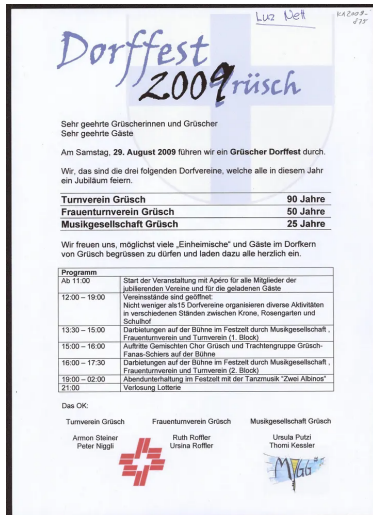 Luz Nett
KA2009-
Dorffest
2009 Grüsch
Sehr geehrte Grüscherinnen und Grüscher
Sehr geehrte Gäste
Am Samstag, 29. August 2009 führen wir ein Grüscher Dorffest durch.
Wir, das sind die drei folgenden Dorfvereine, welche alle in diesem Jahr
ein Jubiläum feiern.
Turnverein Grüsch 90 Jahre
Frauenturnverein Grüsch 50 Jahre
Musikgesellschaft Grüsch 25 Jahre
Wir freuen uns, möglichst viele „Einheimische“ und Gäste im Dorfkern
von Grüsch begrüssen zu dürfen und laden dazu alle herzlich ein.
Programm
Ab 11:00 Start der Veranstaltung mit Apéro für alle Mitglieder der
jubilierenden Vereine und für die geladenen Gäste
12:00 – 19:00 Vereinsstände sind geöffnet:
Nicht weniger als15 Dorfvereine organisieren diverse Aktivitäten
in verschiedenen Ständen zwischen Krone, Rosengarten und
Schulhof
13:30 – 15:00 Darbietungen auf der Bühne im Festzelt durch Musikgesellschaft ,
Frauenturnverein und Turnverein (1. Block)
15:00 – 16:00 Auftritte Gemischten Chor Grüsch und Trachtengruppe Grüsch-
Fanas-Schiers auf der Bühne
16:00 – 17:30 Darbietungen auf der Bühne im Festzelt durch Musikgesellschaft ,
Frauenturnverein und Turnverein (2. Block)
19:00 – 02:00 Abendunterhaltung im Festzelt mit der Tanzmusik "Zwei Albinos"
21:00 Verlosung Lotterie
Das OK:
Turnverein Grüsch Frauenturnverein Grüsch Musikgesellschaft Grüsch
Armon Steiner Ruth Roffler Ursula Putzi
Peter Niggli Ursina Roffler Thomi Kessler
MGG